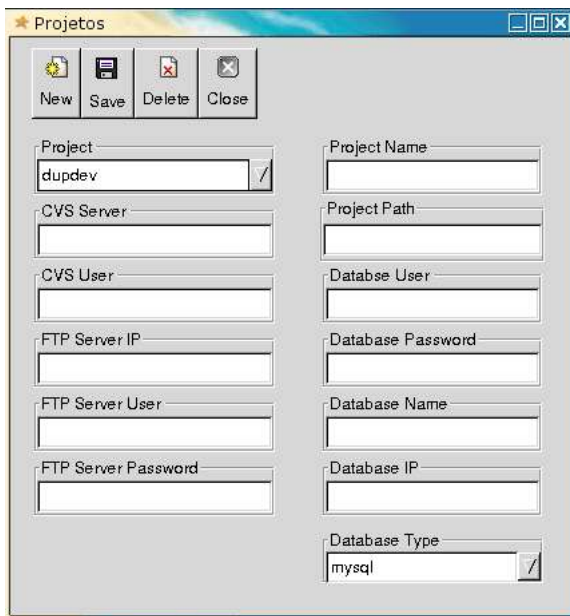 Projetos
New Save Delete Close
Project
dupdev
Project Name
CVS Server
Project Path
CVS User
Databse User
FTP Server IP
Database Password
FTP Server User
Database Name
FTP Server Password
Database IP
Database Type
mysql